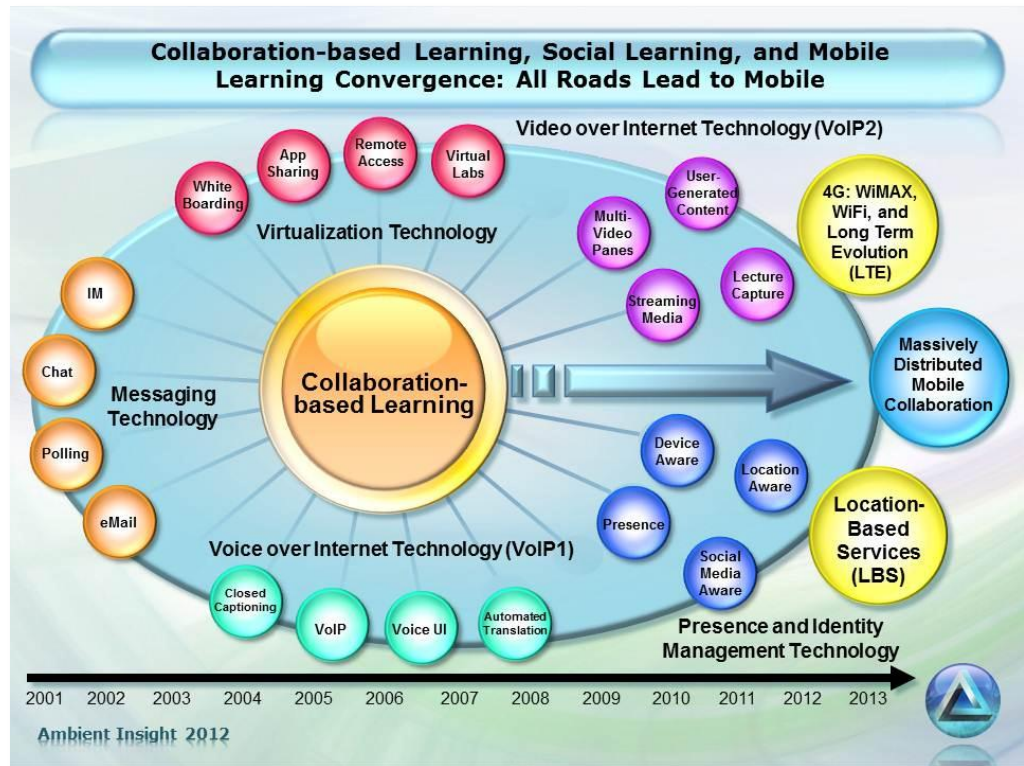 Collaboration-based Learning, Social Learning, and Mobile
Learning Convergence: All Roads Lead to Mobile
Video over Internet Technology (VoIP2)
White
Boarding
App
Sharing
Remote
Access
Virtual
Labs
Virtualization Technology
Multi-
Video
Panes
User-
Generated
Content
Streaming
Media
Lecture
Capture
4G: WiMAX,
WiFi, and
Long Term
Evolution
(LTE)
IM
Chat
Polling
eMail
Messaging
Technology
Collaboration-
based Learning
Massively
Distributed
Mobile
Collaboration
Device
Aware
Location
Aware
Presence
Social
Media
Aware
Location-
Based
Services
(LBS)
Voice over Internet Technology (VoIP1)
Closed
Captioning
VoIP
Voice UI
Automated
Translation
Presence and Identity
Management Technology
2001 2002 2003 2004 2005 2006 2007 2008 2009 2010 2011 2012 2013
Ambient Insight 2012